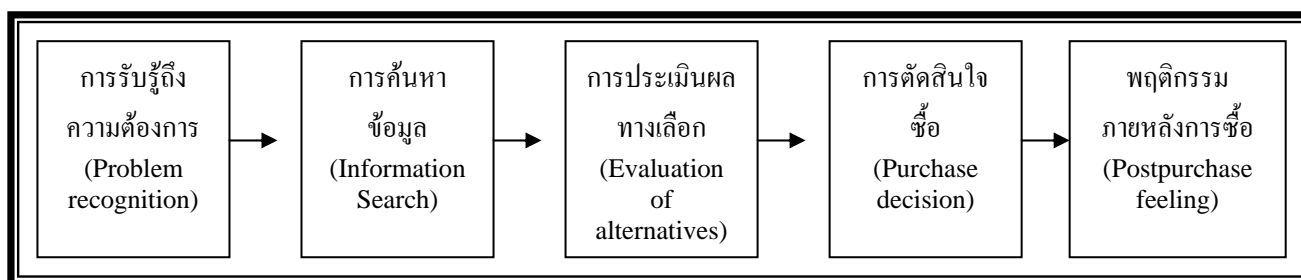 การรับรู้ถึง
ความต้องการ
(Problem
recognition)
การค้นหา
ข้อมูล
(Information
Search)
การประเมินผล
ทางเลือก
(Evaluation
of
alternatives)
การตัดสินใจ
ซื้อ
(Purchase
decision)
พฤติกรรม
ภายหลังการซื้อ
(Postpurchase
feeling)